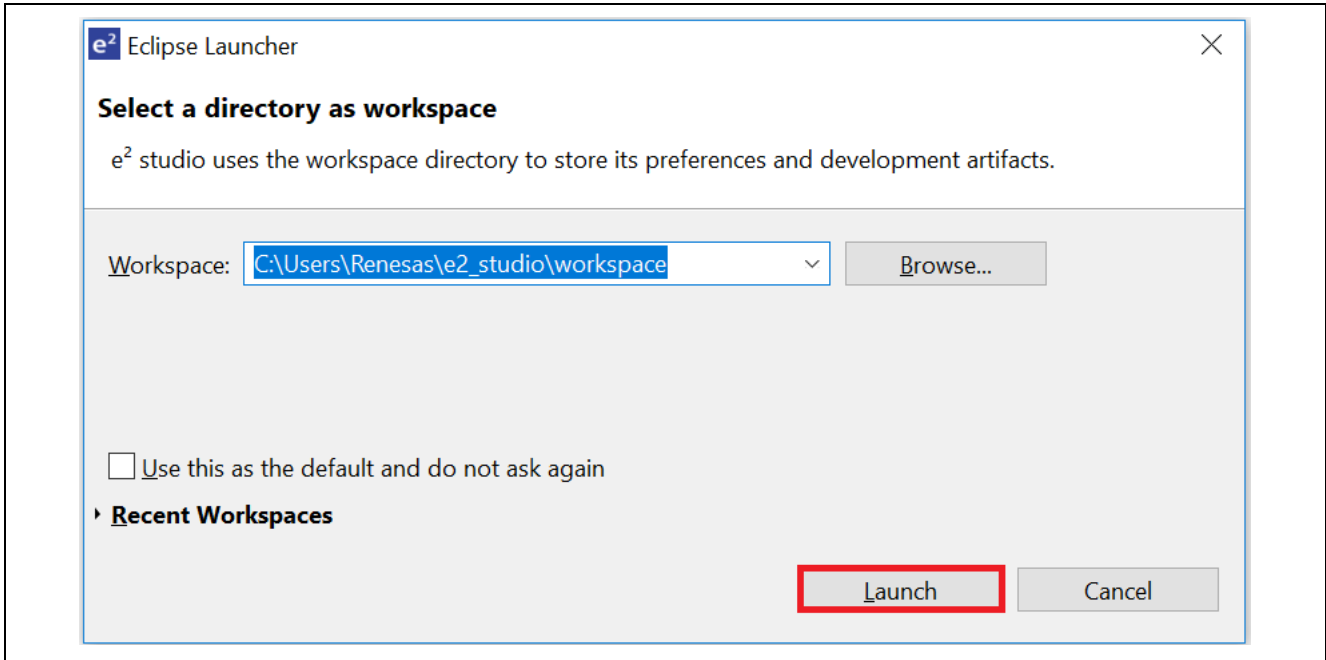 e² Eclipse Launcher
Select a directory as workspace
e² studio uses the workspace directory to store its preferences and development artifacts.
Workspace: C:\Users\Renesas\e2_studio\workspace Browse...
Use this as the default and do not ask again
Recent Workspaces
Launch Cancel